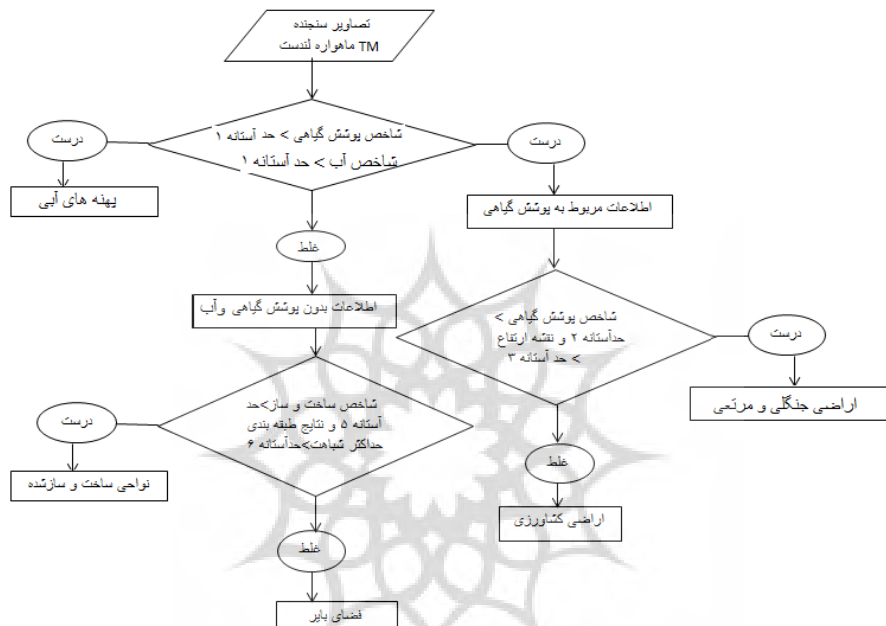 تصاویر سنجنده
TM ماهواره لندست
شاخص پوشش گیاهی > حد آستانه ۱
شاخص آب > حد آستانه ۱
درست
درست
پهنه های آبی
اطلاعات مربوط به پوشش گیاهی
غلط
اطلاعات بدون پوشش گیاهی وآب
شاخص پوشش گیاهی >
حدآستانه ۲ و نقشه ارتفاع
> حد آستانه ۳
درست
اراضی جنگلی و مرتعی
شاخص ساخت و ساز>حد
آستانه ۵ و نتایج طبقه بندی
حداکثر شباهت>حدآستانه ۶
درست
نواحی ساخت و سازشده
غلط
اراضی کشاورزی
غلط
فضای بایر